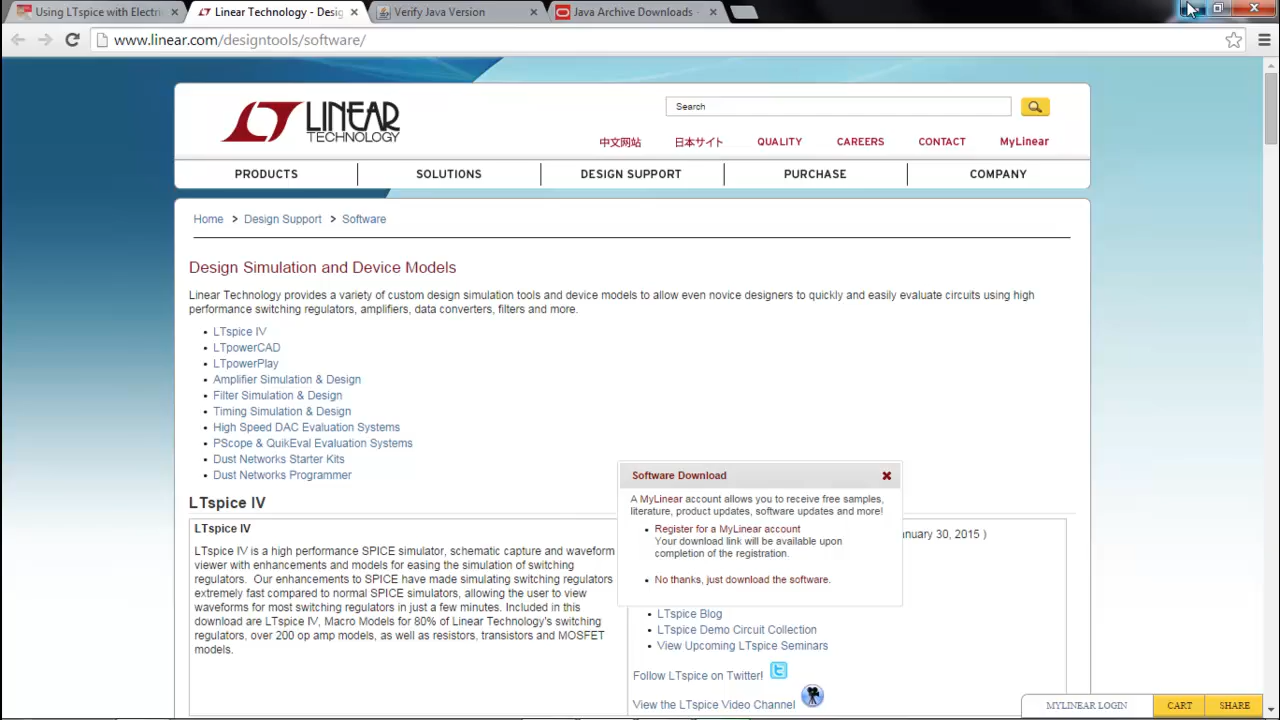 Using LTspice with Electri
Linear Technology - Desig
Verify Java Version
Java Archive Downloads -
www.linear.com/designtools/software/
LINEAR
TECHNOLOGY
Search
中文网站 日本サイト QUALITY CAREERS CONTACT MyLinear
PRODUCTS SOLUTIONS DESIGN SUPPORT PURCHASE COMPANY
Home > Design Support > Software
Design Simulation and Device Models
Linear Technology provides a variety of custom design simulation tools and device models to allow even novice designers to quickly and easily evaluate circuits using high
performance switching regulators, amplifiers, data converters, filters and more.
LTspice IV
LTpowerCAD
LTpowerPlay
Amplifier Simulation & Design
Filter Simulation & Design
Timing Simulation & Design
High Speed DAC Evaluation Systems
PScope & QuikEval Evaluation Systems
Dust Networks Starter Kits
Dust Networks Programmer
LTspice IV
LTspice IV
LTspice IV is a high performance SPICE simulator, schematic capture and waveform
viewer with enhancements and models for easing the simulation of switching
regulators. Our enhancements to SPICE have made simulating switching regulators
extremely fast compared to normal SPICE simulators, allowing the user to view
waveforms for most switching regulators in just a few minutes. Included in this
download are LTspice IV, Macro Models for 80% of Linear Technology's switching
regulators, over 200 op amp models, as well as resistors, transistors and MOSFET
models.
Software Download
A MyLinear account allows you to receive free samples,
literature, product updates, software updates and more!
Register for a MyLinear account
Your download link will be available upon
completion of the registration.
No thanks, just download the software.
anuary 30, 2015 )
LTspice Blog
LTspice Demo Circuit Collection
View Upcoming LTspice Seminars
Follow LTspice on Twitter!
View the LTspice Video Channel
MYLINEAR LOGIN CART SHARE